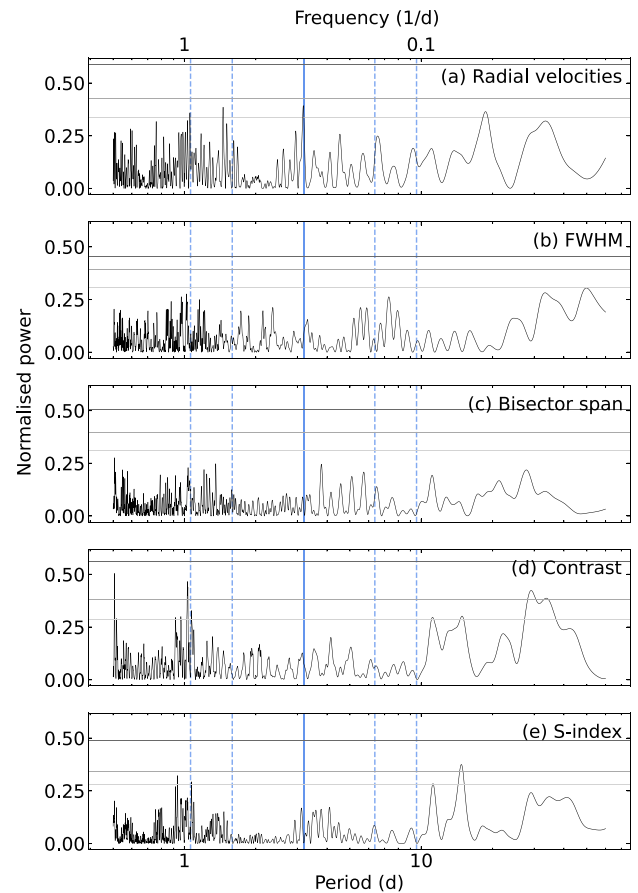 Frequency (1/d)
1 0.1
(a) Radial velocities
0.50
0.25
0.00
(b) FWHM
0.50
0.25
0.00
(c) Bisector span
0.50
0.25
0.00
(d) Contrast
0.50
0.25
0.00
(e) S-index
0.50
0.25
0.00
Normalised power
1 10
Period (d)